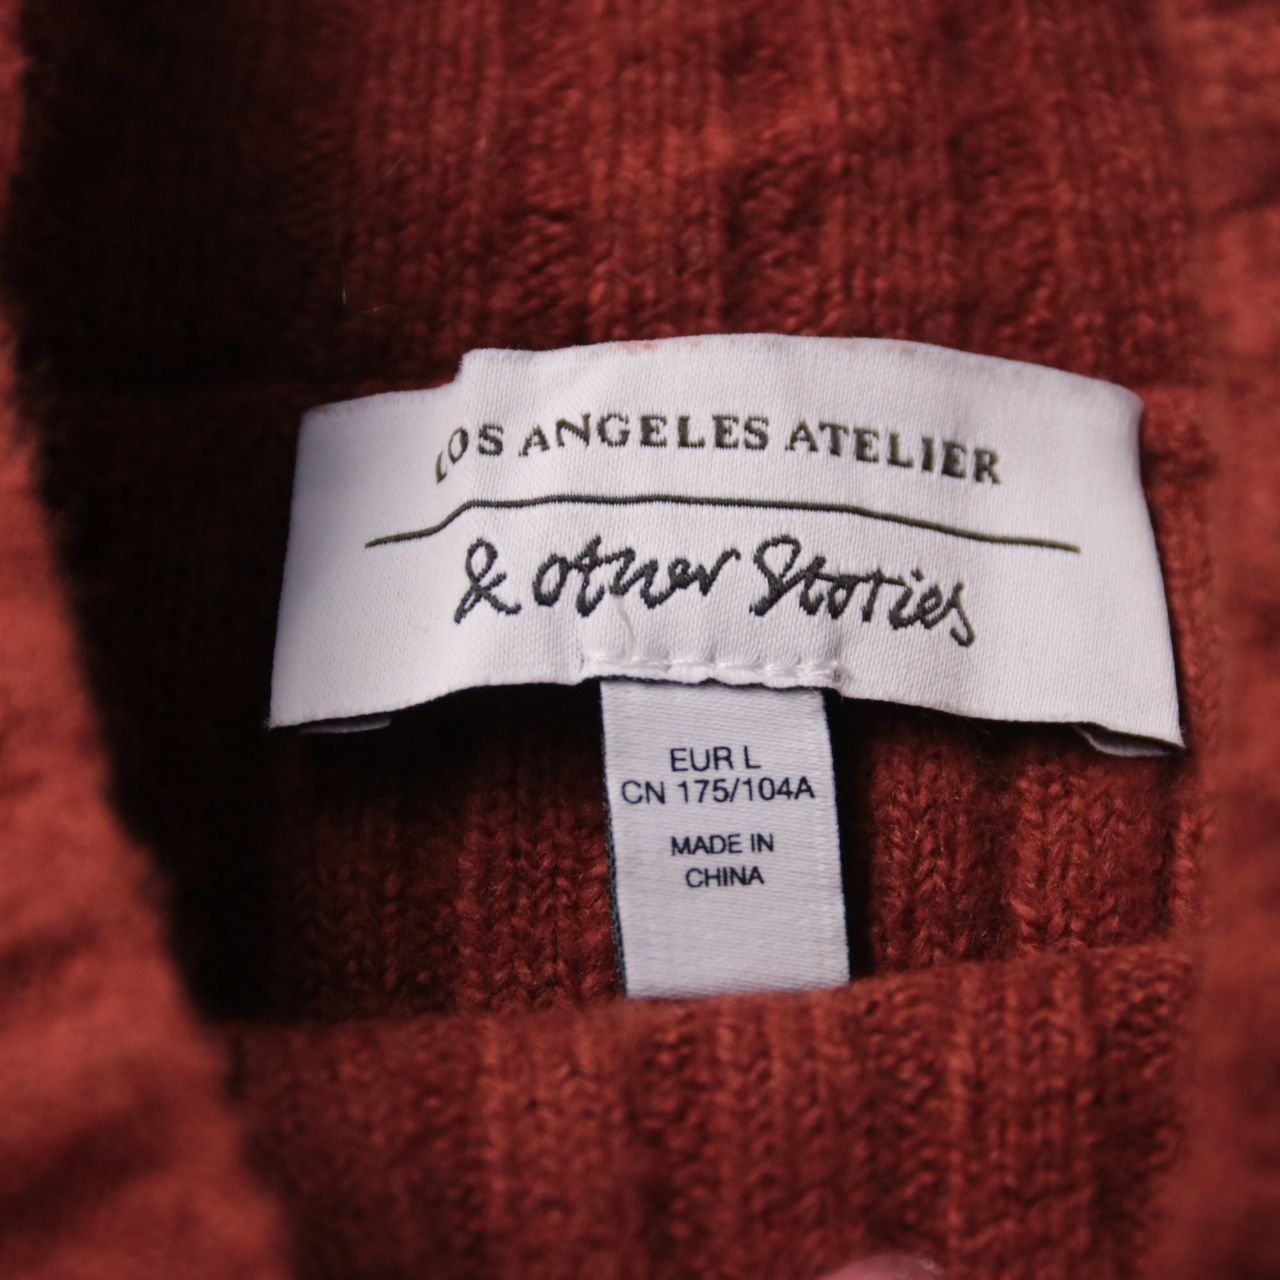 LOS ANGELES ATELIER
& other Stories
EUR L
CN 175/104A
MADE IN
CHINA